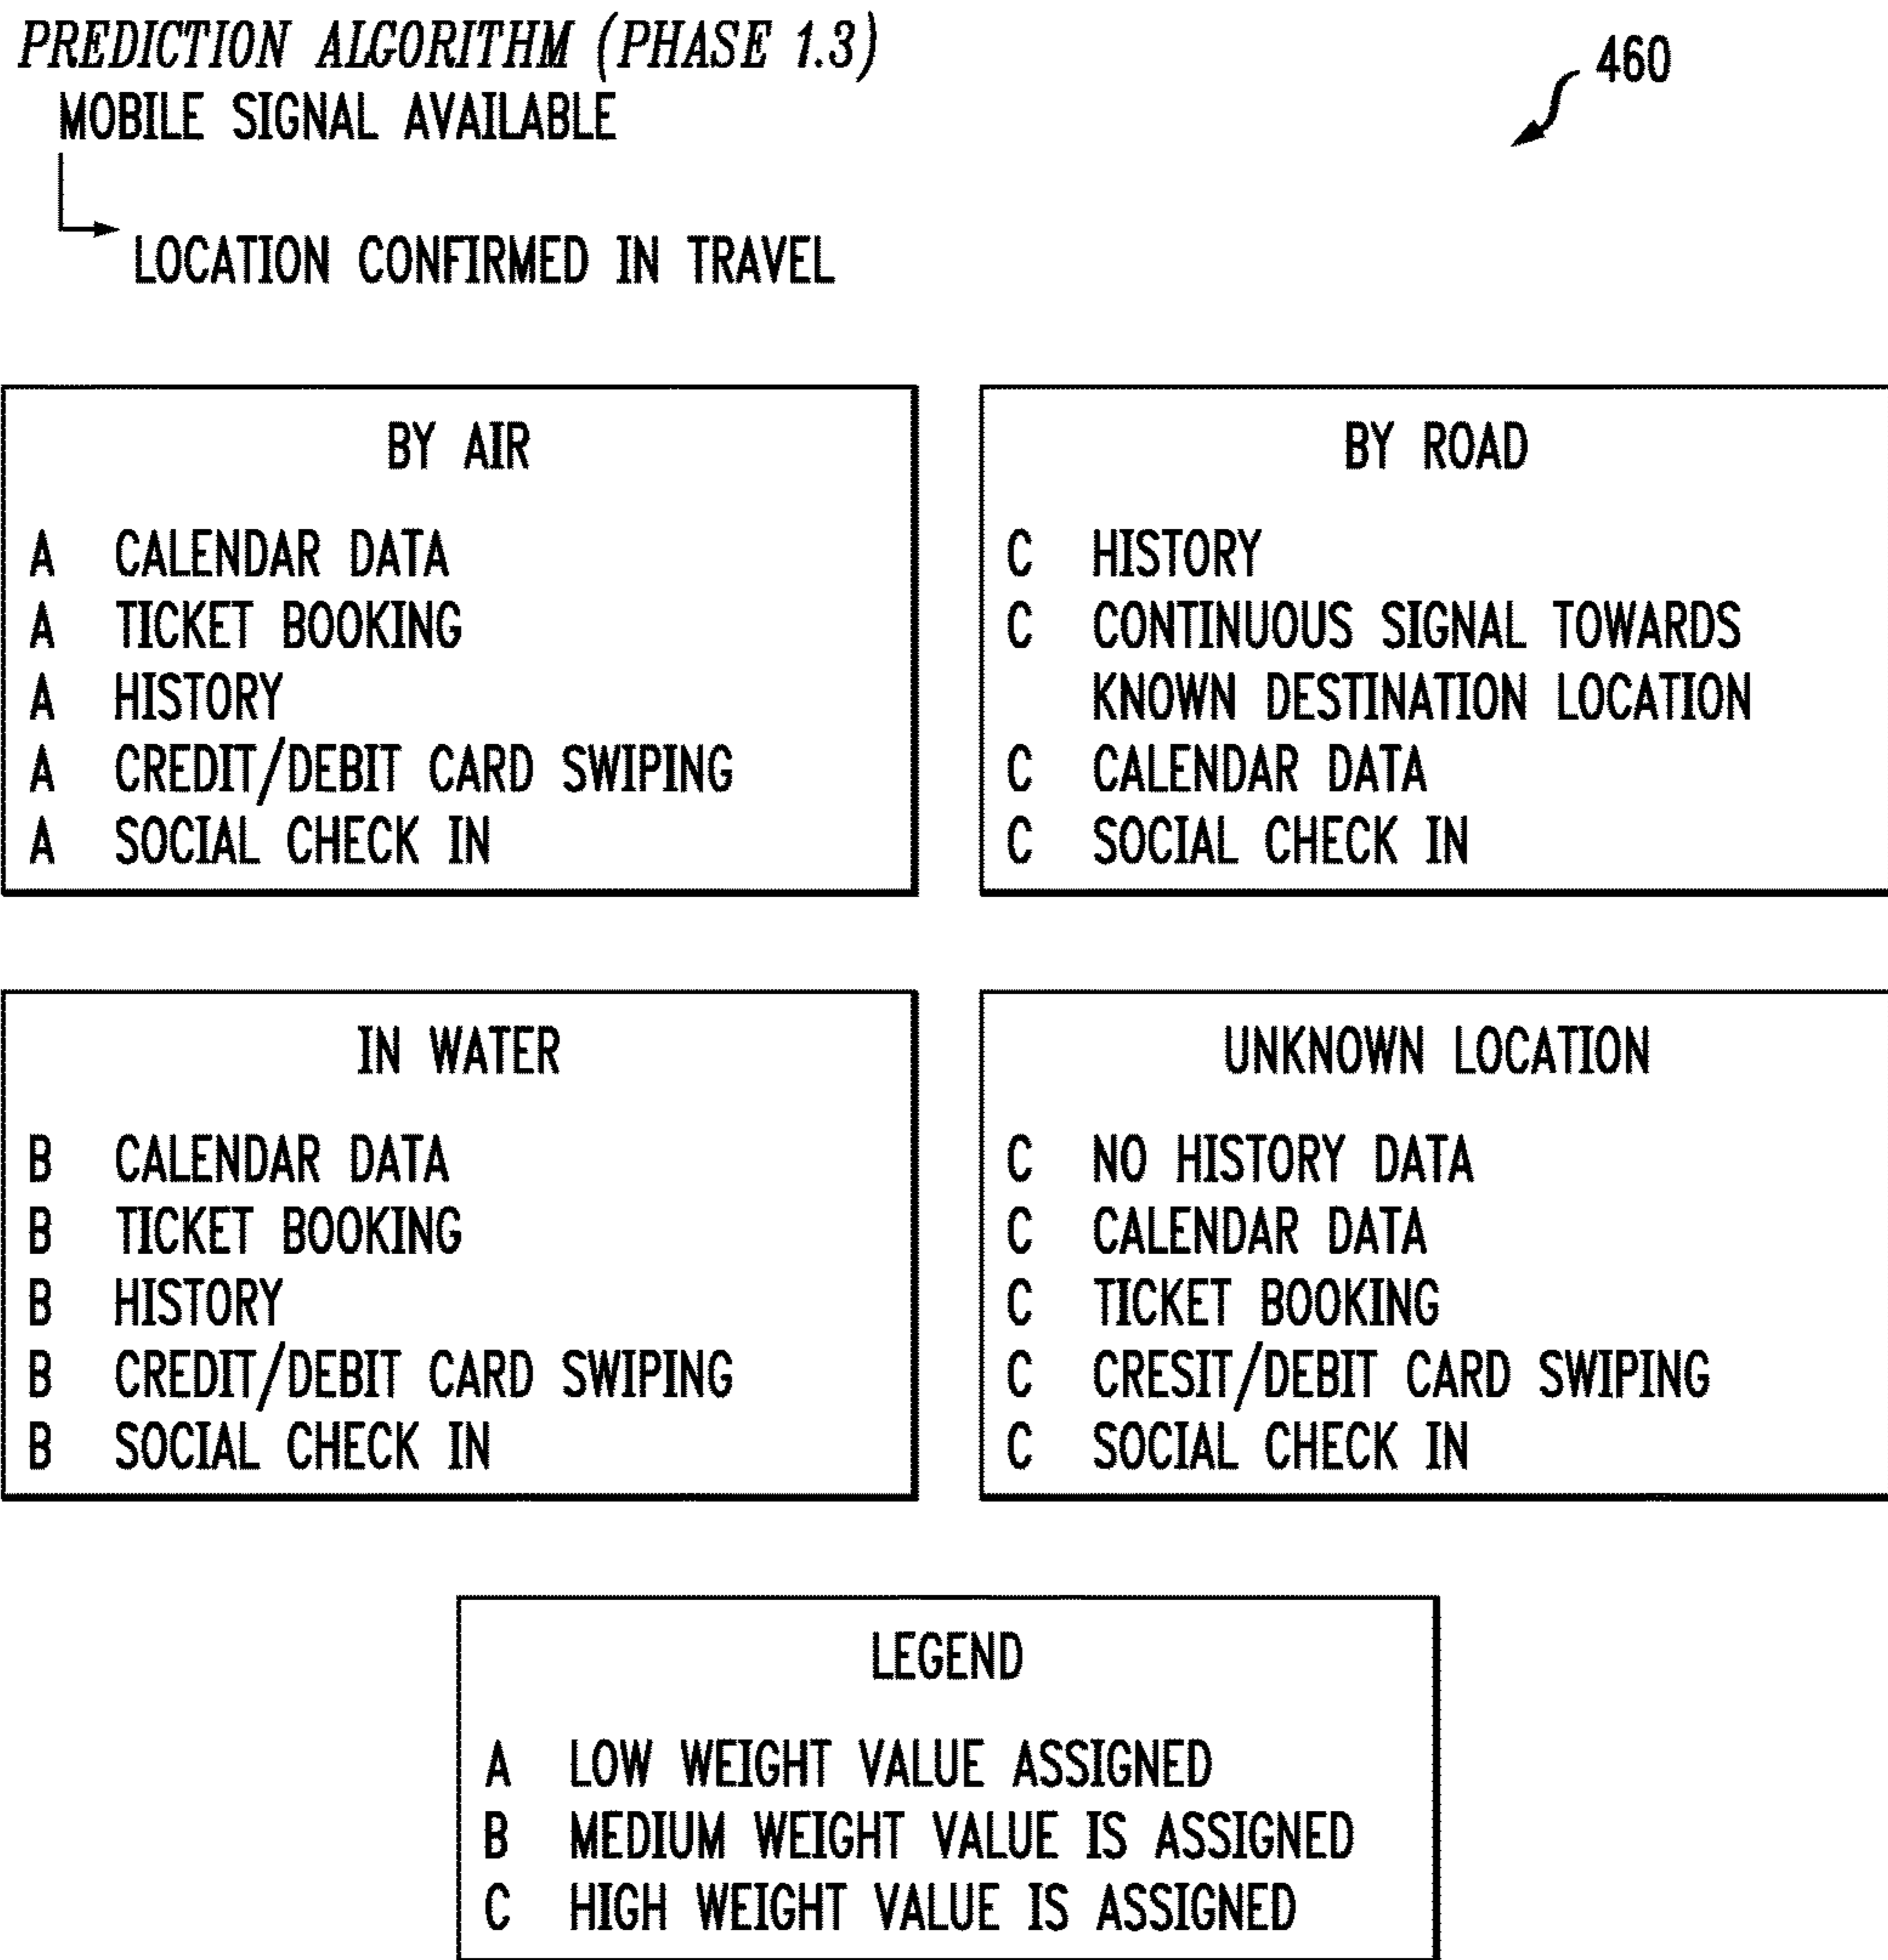 PREDICTION ALGORITHM (PHASE 1.3)
460
MOBILE SIGNAL AVAILABLE
LOCATION CONFIRMED IN TRAVEL
BY AIR
A CALENDAR DATA
A TICKET BOOKING
A HISTORY
A CREDIT/DEBIT CARD SWIPING
A SOCIAL CHECK IN
BY ROAD
C HISTORY
C CONTINUOUS SIGNAL TOWARDS
KNOWN DESTINATION LOCATION
C CALENDAR DATA
C SOCIAL CHECK IN
IN WATER
B CALENDAR DATA
B TICKET BOOKING
B HISTORY
B CREDIT/DEBIT CARD SWIPING
B SOCIAL CHECK IN
UNKNOWN LOCATION
C NO HISTORY DATA
C CALENDAR DATA
C TICKET BOOKING
C CRESIT/DEBIT CARD SWIPING
C SOCIAL CHECK IN
LEGEND
A LOW WEIGHT VALUE ASSIGNED
B MEDIUM WEIGHT VALUE IS ASSIGNED
C HIGH WEIGHT VALUE IS ASSIGNED